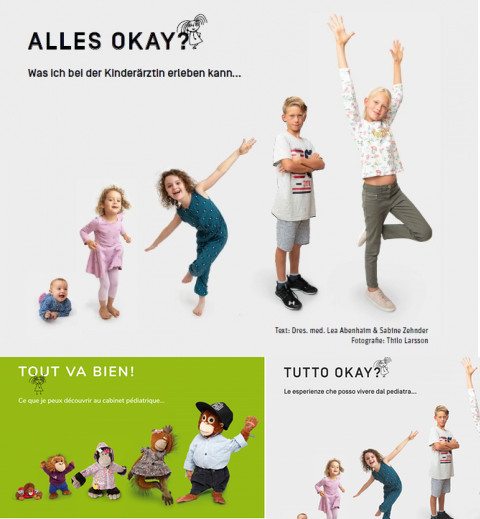 ALLES OKAY?
Was ich bei der Kinderärztin erleben kann...
Text: Dres. med. Lea Abenhaim & Sabine Zehnder
Fotografie: Thilo Larsson
TOUT VA BIEN!
Ce que je peux découvrir au cabinet pédiatrique...
TUTTO OKAY?
Le esperienze che posso vivere dal pediatra...